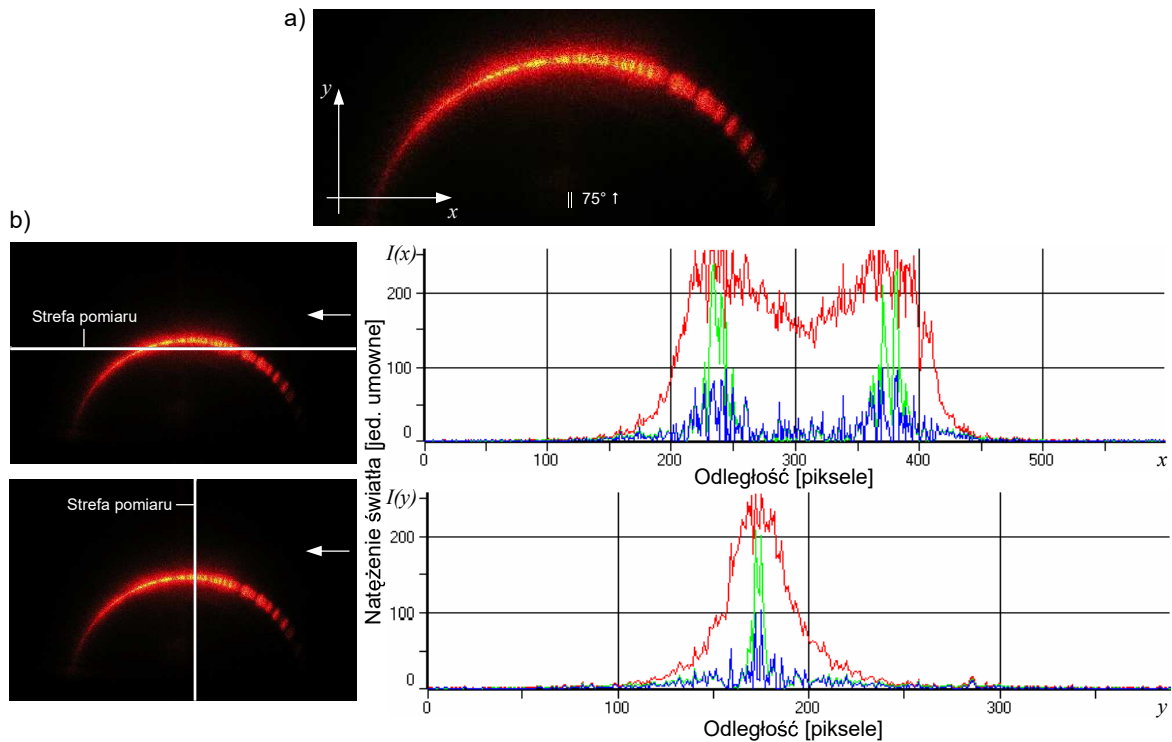 a)
y
x
|| 75° ↑
b)
Strefa pomiaru
Strefa pomiaru
Natężenie światła [jed. umowne]
I(x)
200
100
0
0 100 200 300 400 500 x
Odległość [piksele]
I(y)
200
100
0
0 100 200 300 y
Odległość [piksele]